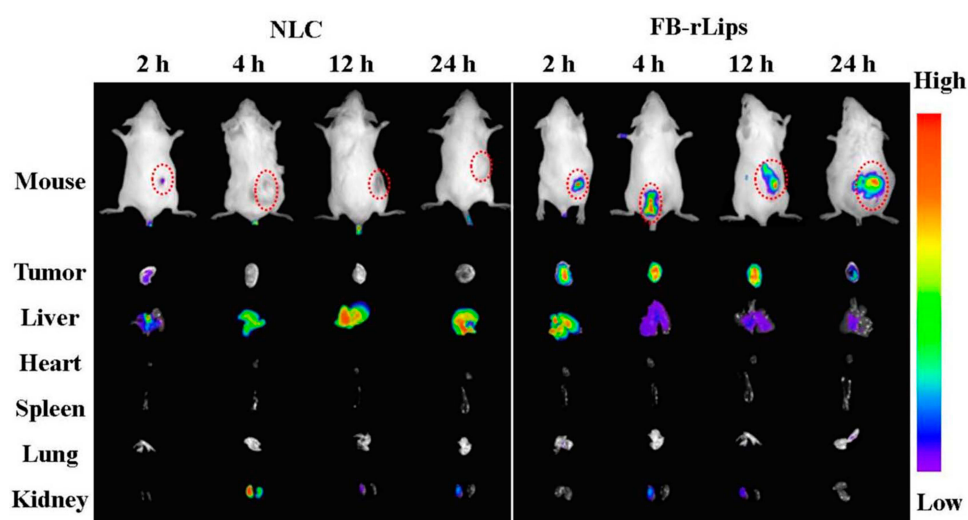 NLC FB-rLips
2 h 4 h 12 h 24 h 2 h 4 h 12 h 24 h
High
Mouse
Tumor
Liver
Heart
Spleen
Lung
Kidney
Low